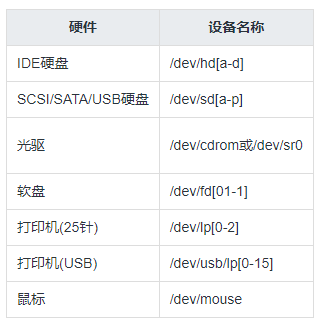 硬件 设备名称
IDE硬盘 /dev/hd[a-d]
SCSI/SATA/USB硬盘 /dev/sd[a-p]
光驱 /dev/cdrom或/dev/sr0
软盘 /dev/fd[01-1]
打印机(25针) /dev/lp[0-2]
打印机(USB) /dev/usb/lp[0-15]
鼠标 /dev/mouse